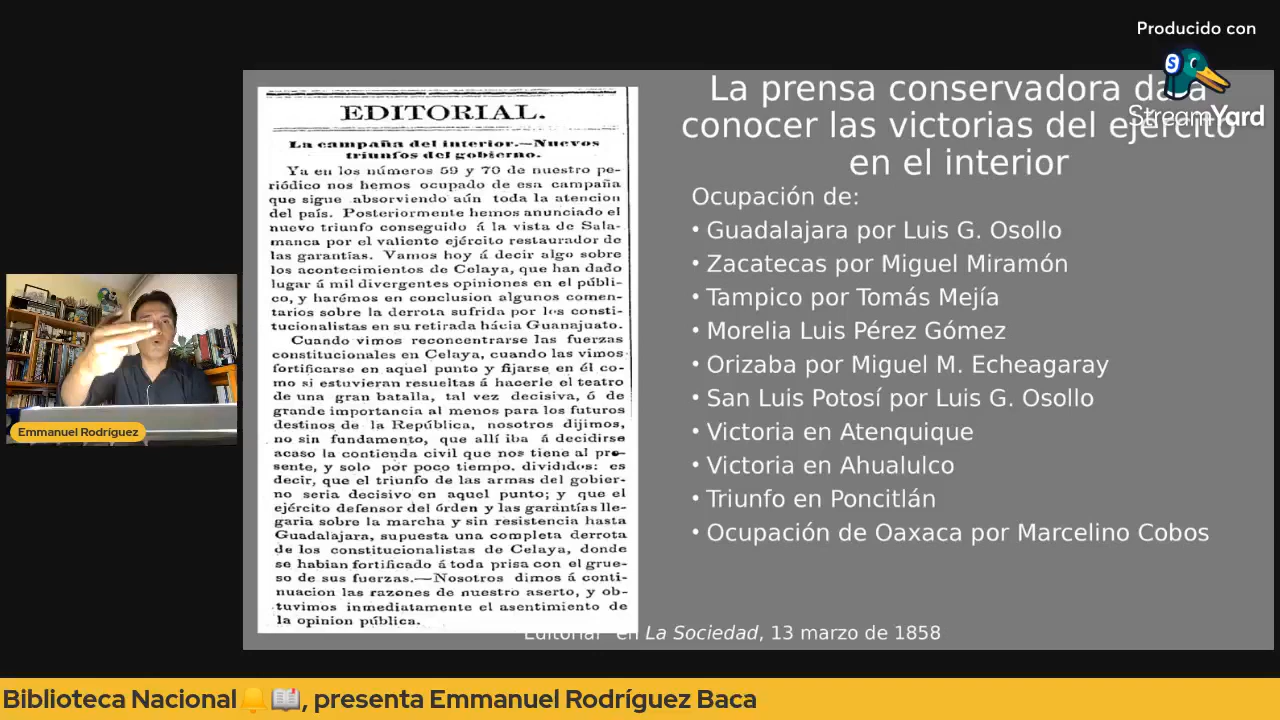 Producido con
StreamYard
La prensa conservadora da a
conocer las victorias del ejército
en el interior
EDITORIAL.
La campaña del interior.—Nuevos
triunfos del gobierno.
Ya en los números 59 y 70 de nuestro pe-
riódico nos hemos ocupado de esa campaña
que sigue absorviendo aún toda la atencion
del país. Posteriormente hemos anunciado el
nuevo triunfo conseguido á la vista de Sala-
manca por el valiente ejército restaurador de
las garantías. Vamos hoy á decir algo sobre
los acontecimientos de Celaya, que han dado
lugar á mil divergentes opiniones en el públi-
co, y harémos en conclusion algunos comen-
tarios sobre la derrota sufrida por los consti-
tucionalistas en su retirada hácia Guanajuato.
Cuando vimos reconcentrarse las fuerzas
constitucionales en Celaya, cuando las vimos
fortificarse en aquel punto y fijarse en él co-
mo si estuvieran resueltas á hacerle el teatro
de una gran batalla, tal vez decisiva, ó de
grande importancia al menos para los futuros
destinos de la República, nosotros dijimos,
no sin fundamento, que allí iba á decidirse
acaso la contienda civil que nos tiene al pre-
sente, y solo por poco tiempo. divididos: es
decir, que el triunfo de las armas del gobier-
no seria decisivo en aquel punto; y que el
ejército defensor del órden y las garantías lle-
garia sobre la marcha y sin resistencia hasta
Guadalajara, supuesta una completa derrota
de los constitucionalistas de Celaya, donde
se habian fortificado á toda prisa con el grue-
so de sus fuerzas.—Nosotros dimos á conti-
nuacion las razones de nuestro aserto, y ob-
tuvimos inmediatamente el asentimiento de
la opinion pública.
Ocupación de:
• Guadalajara por Luis G. Osollo
• Zacatecas por Miguel Miramón
• Tampico por Tomás Mejía
• Morelia Luis Pérez Gómez
• Orizaba por Miguel M. Echeagaray
• San Luis Potosí por Luis G. Osollo
• Victoria en Atenquique
• Victoria en Ahualulco
• Triunfo en Poncitlán
• Ocupación de Oaxaca por Marcelino Cobos
"Editorial" en La Sociedad, 13 marzo de 1858
Emmanuel Rodríguez
Biblioteca Nacional🔔📖, presenta Emmanuel Rodríguez Baca